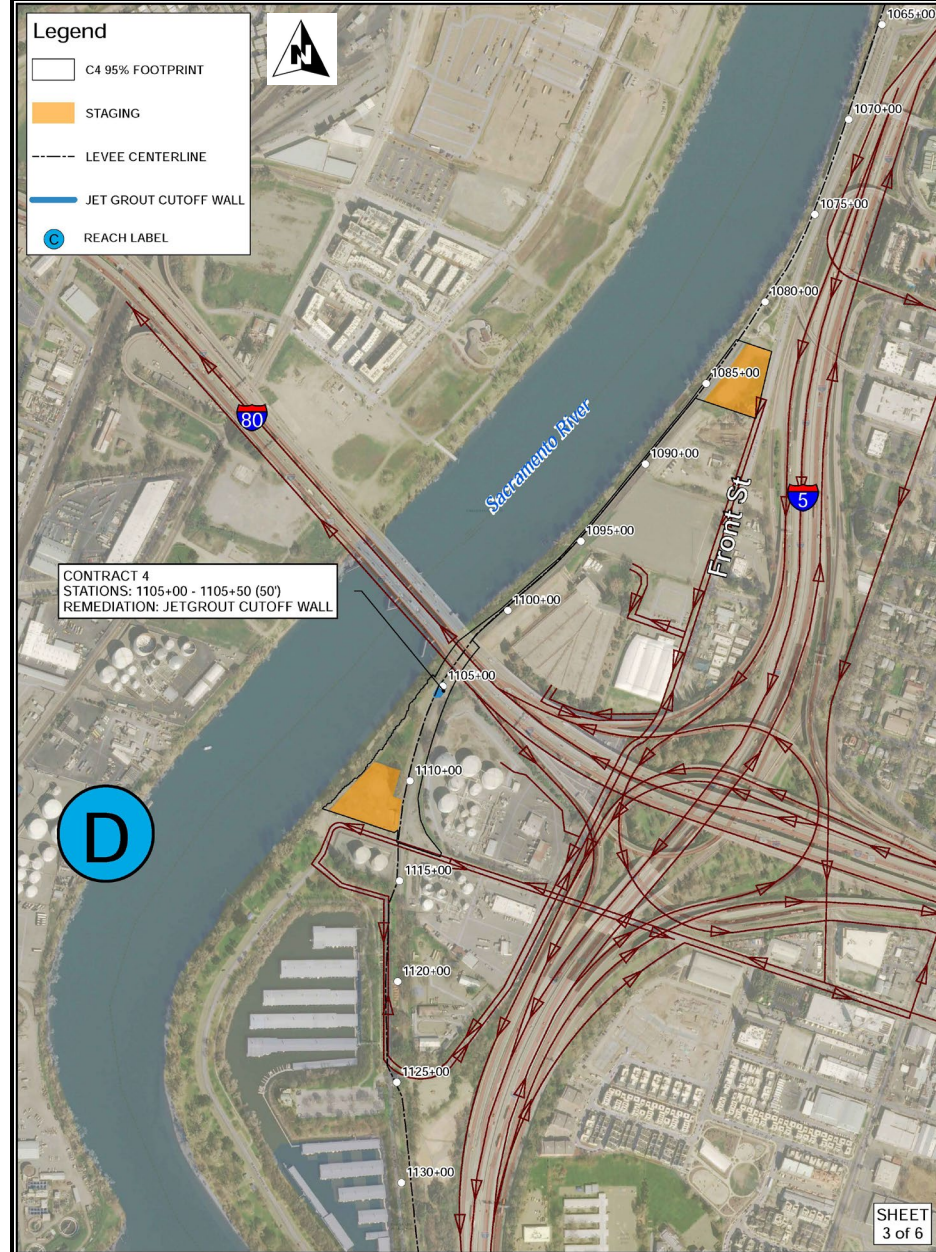 Legend
N
C4 95% FOOTPRINT
STAGING
LEVEE CENTERLINE
JET GROUT CUTOFF WALL
C
REACH LABEL
1065+00
1070+00
1075+00
1080+00
1085+00
80
Sacramento River
1090+00
Front St
5
1095+00
CONTRACT 4
STATIONS: 1105+00 - 1105+50 (50')
REMEDIATION: JETGROUT CUTOFF WALL
1100+00
1105+00
1110+00
D
1115+00
1120+00
1125+00
1130+00
SHEET
3 of 6